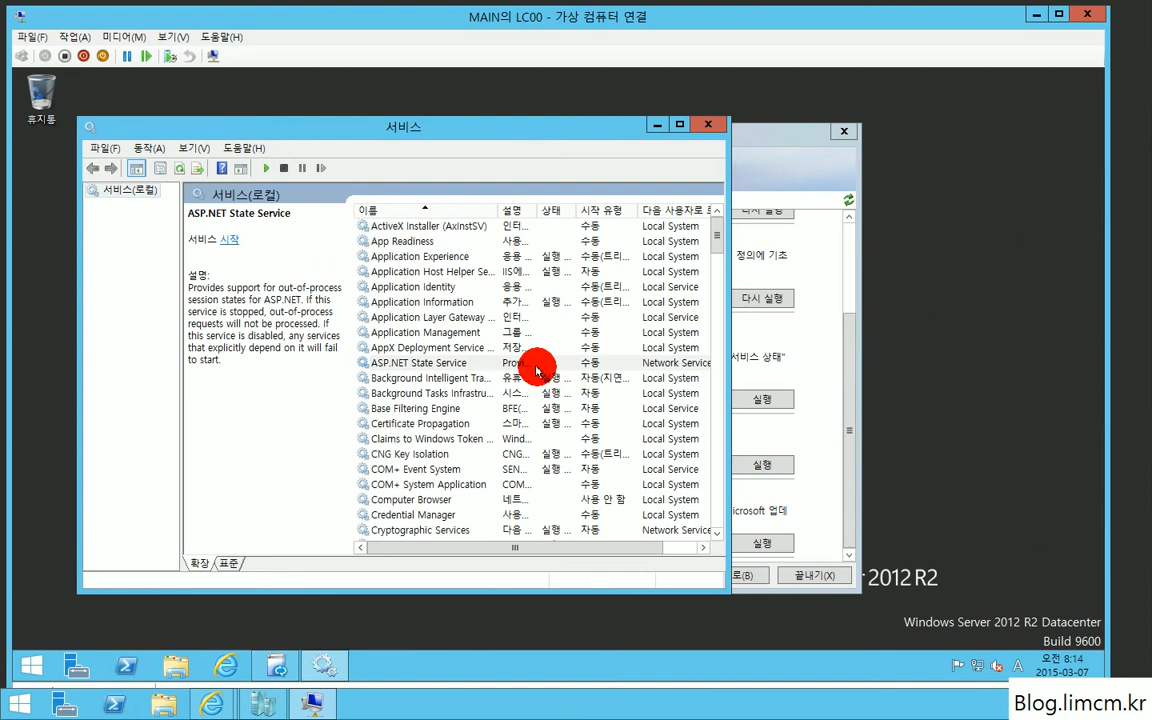 MAIN의 LC00 - 가상 컴퓨터 연결
파일(F) 작업(A) 미디어(M) 보기(V) 도움말(H)
휴지통
서비스
파일(F) 동작(A) 보기(V) 도움말(H)
서비스(로컬)
서비스(로컬)
ASP.NET State Service
서비스 시작
설명:
Provides support for out-of-process
session states for ASP.NET. If this
service is stopped, out-of-process
requests will not be processed. If
this service is disabled, any services
that explicitly depend on it will fail
to start.
이름 설명 상태 시작 유형 다음 사용자로 로
ActiveX Installer (AxInstSV) 인터... 수동 Local System
App Readiness 사용... 수동 Local System
Application Experience 응용 ... 실행 ... 수동(트리... Local System
Application Host Helper Se... IIS에... 실행 ... 자동 Local System
Application Identity 응용 ... 수동(트리... Local Service
Application Information 추가... 실행 ... 수동(트리... Local System
Application Layer Gateway ... 인터... 수동 Local Service
Application Management 그룹 ... 수동 Local System
AppX Deployment Service ... 저장... 수동 Local System
ASP.NET State Service 수동 Network Service
Background Intelligent Tra... 유휴 실행 ... 자동(지연... Local System
Background Tasks Infrastru... 시스... 실행 ... 자동 Local System
Base Filtering Engine BFE(... 실행 ... 자동 Local Service
Certificate Propagation 스마... 실행 ... 수동 Local System
Claims to Windows Token ... Wind... 수동 Local System
CNG Key Isolation CNG... 실행 ... 수동(트리... Local System
COM+ Event System SEN... 실행 ... 자동 Local Service
COM+ System Application COM... 수동 Local System
Computer Browser 네트... 사용 안 함 Local System
Credential Manager 사용... 수동 Local System
Cryptographic Services 다음 ... 실행 ... 자동 Network Service
확장 표준
다시 실행
정의에 기초
다시 실행
서비스 상태"
실행
실행
icrosoft 업데
실행
로(B) 끝내기(X)
2012 R2
Windows Server 2012 R2 Datacenter
Build 9600
A 오전 8:14
2015-03-07
Blog.limcm.kr